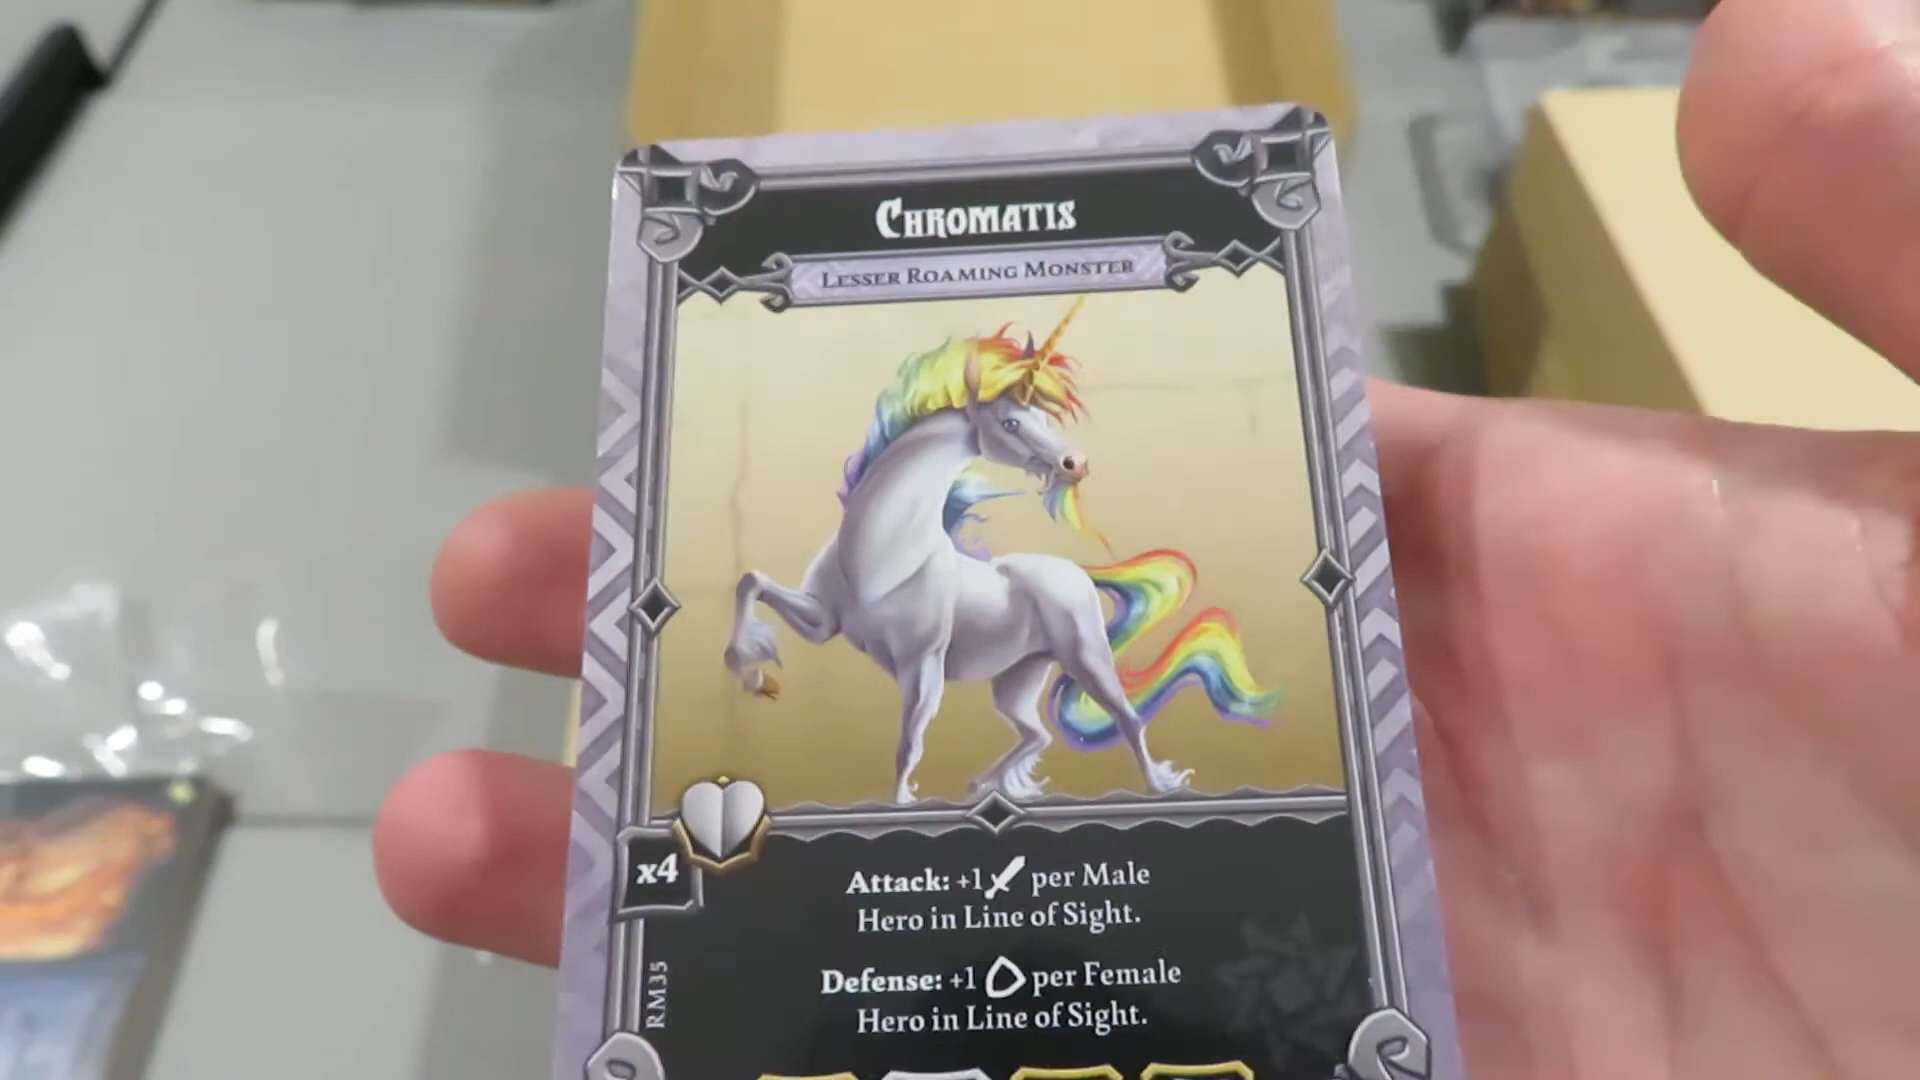 CHROMATIS
LESSER ROAMING MONSTER
x4
Attack: +1 per Male
Hero in Line of Sight.
Defense: +1 per Female
Hero in Line of Sight.
RM35